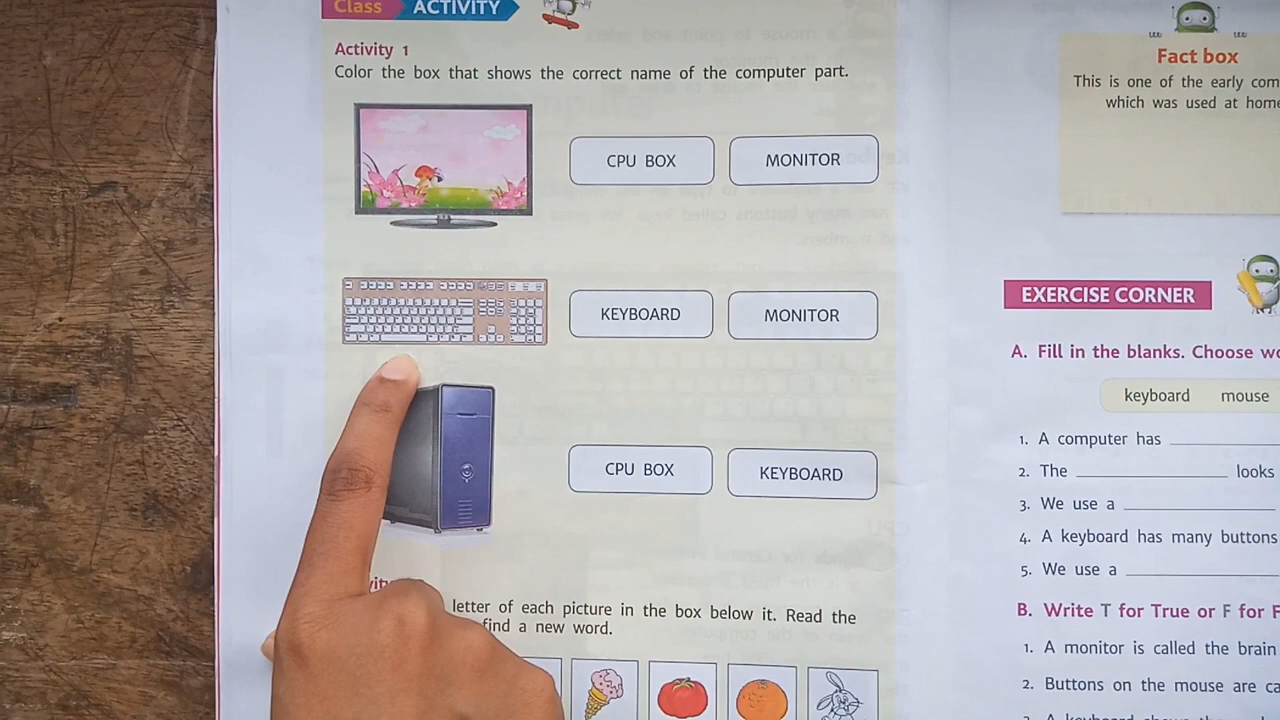 Class ACTIVITY
Activity 1
Color the box that shows the correct name of the computer part.
CPU BOX MONITOR
KEYBOARD MONITOR
CPU BOX KEYBOARD
letter of each picture in the box below it. Read the
find a new word.
Fact box
This is one of the early com
which was used at home
EXERCISE CORNER
A. Fill in the blanks. Choose wo
keyboard mouse
1. A computer has
2. The looks
3. We use a
4. A keyboard has many buttons
5. We use a
B. Write T for True or F for F
1. A monitor is called the brain
2. Buttons on the mouse are ca